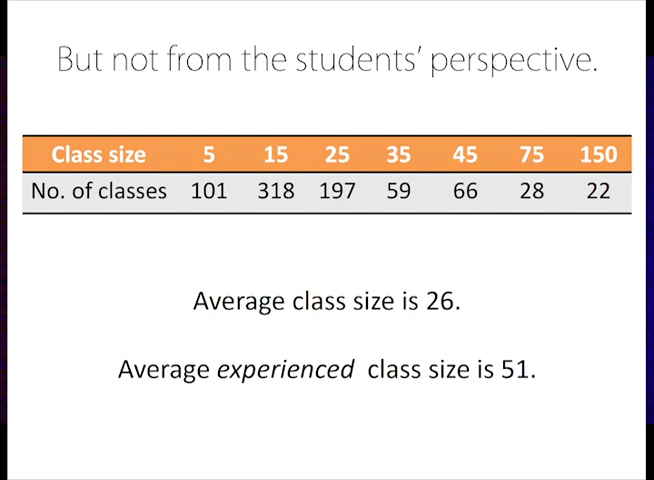 But not from the students' perspective.
Class size 5 15 25 35 45 75 150
No. of classes 101 318 197 59 66 28 22
Average class size is 26.
Average experienced class size is 51.